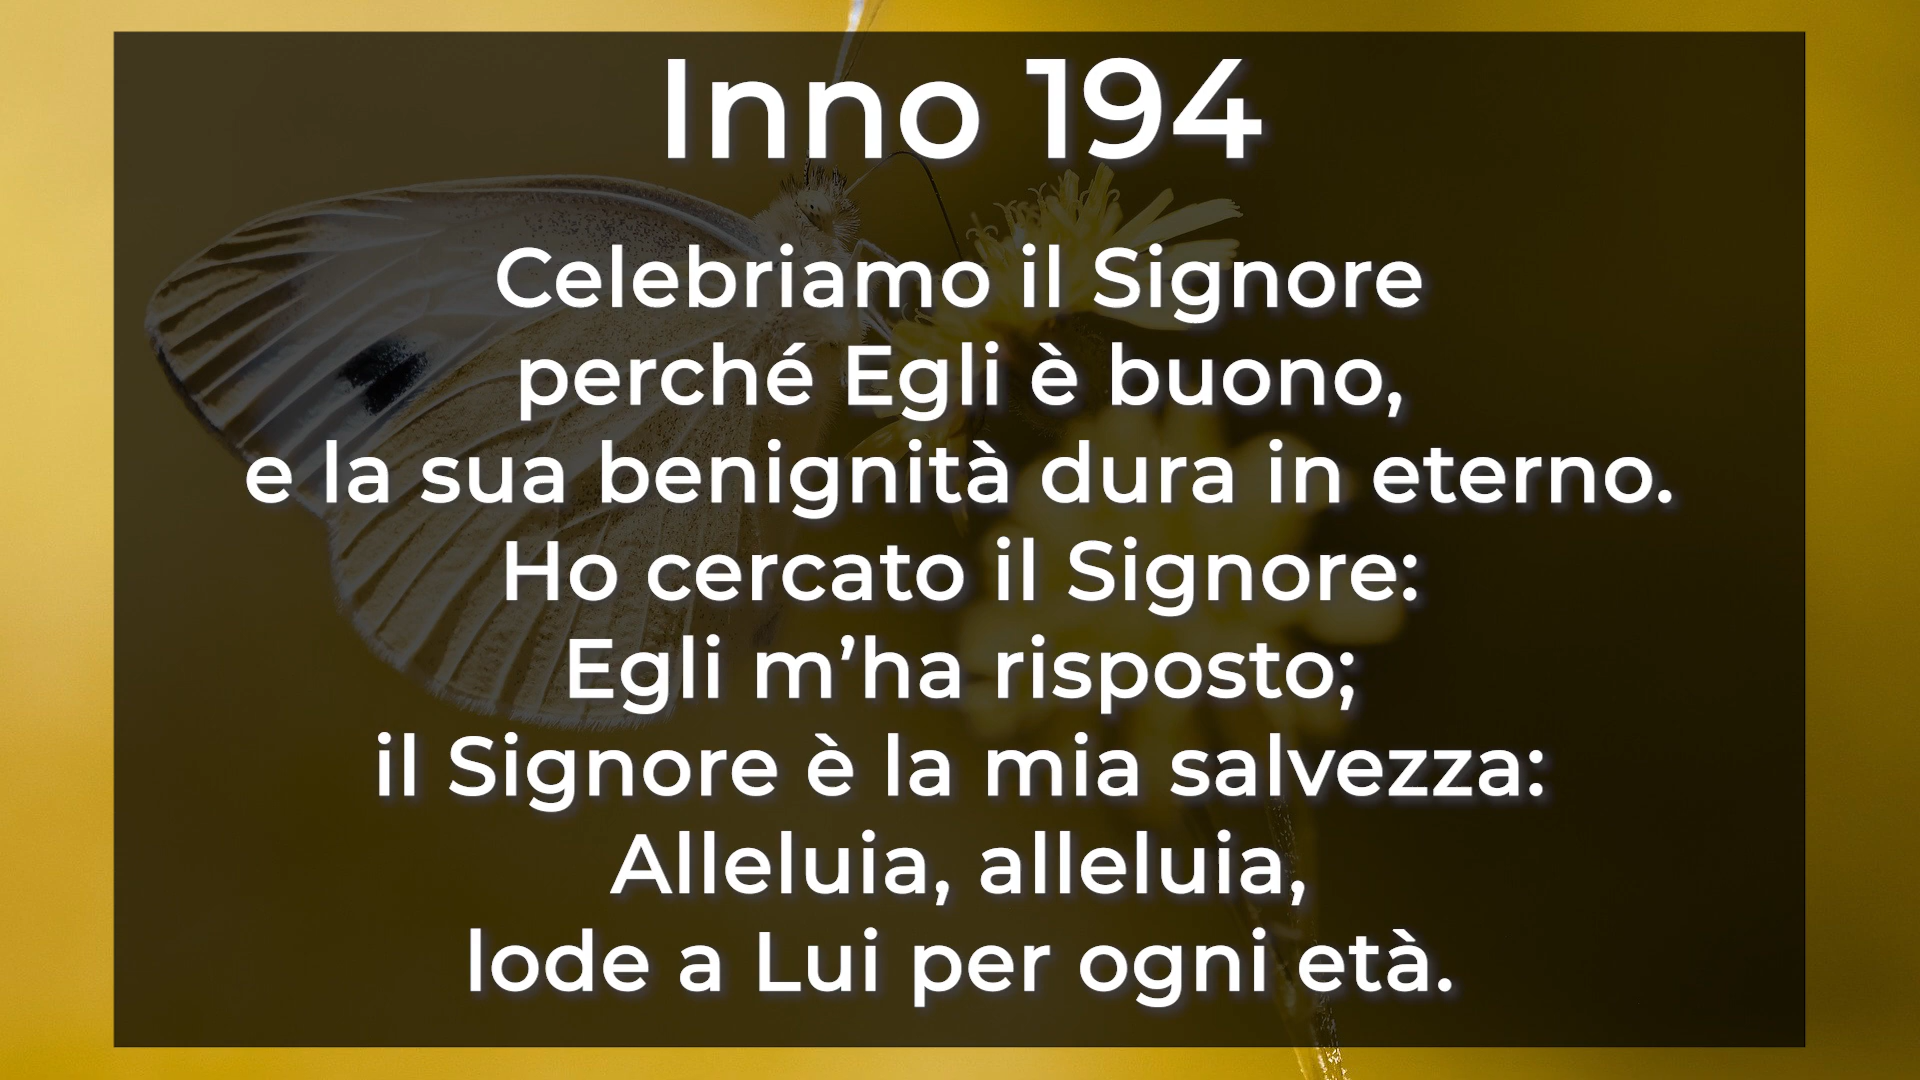 Inno 194
Celebriamo il Signore
perché Egli è buono,
e la sua benignità dura in eterno.
Ho cercato il Signore:
Egli m’ha risposto;
il Signore è la mia salvezza:
Alleluia, alleluia,
lode a Lui per ogni età.